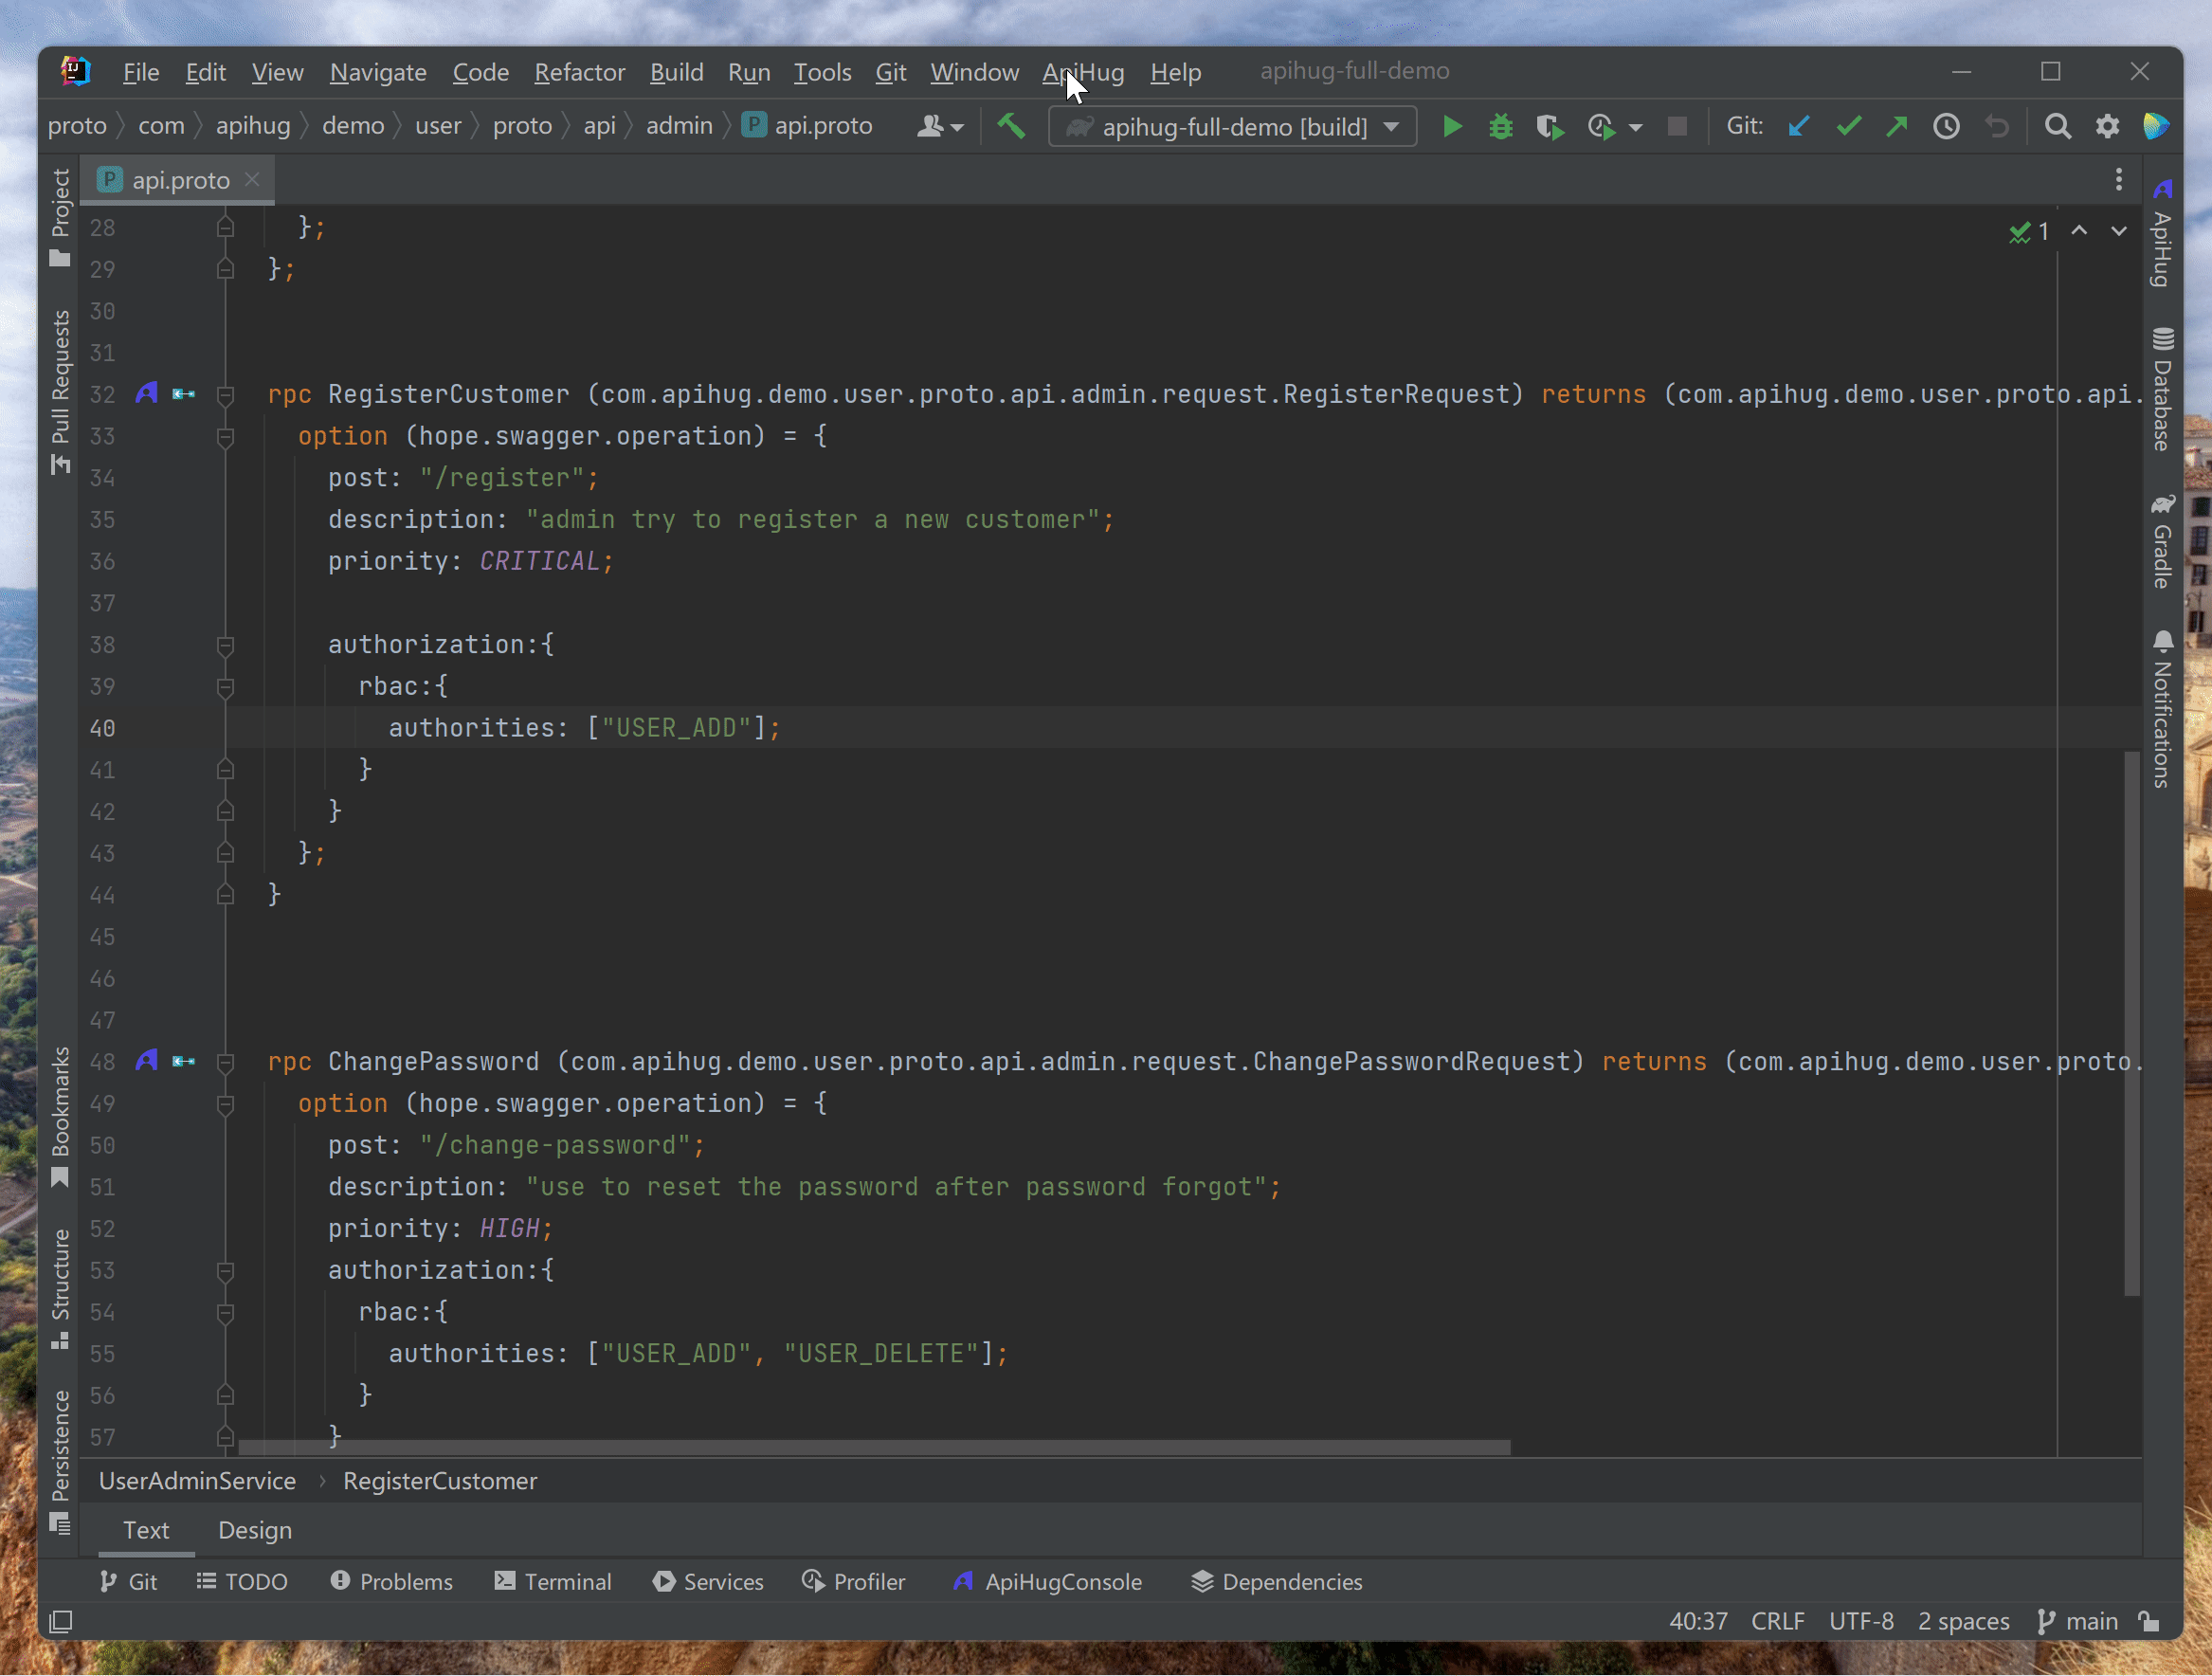 File Edit View Navigate Code Refactor Build Run Tools Git Window ApiHug Help apihug-full-demo
proto com apihug demo user proto api admin api.proto apihug-full-demo [build] Git:
api.proto
Project
Pull Requests
Bookmarks
Structure
Persistence
1
28 };
29 };
30
31
32 rpc RegisterCustomer (com.apihug.demo.user.proto.api.admin.request.RegisterRequest) returns (com.apihug.demo.user.proto.api.
33 option (hope.swagger.operation) = {
34 post: "/register";
35 description: "admin try to register a new customer";
36 priority: CRITICAL;
37
38 authorization:{
39 rbac:{
40 authorities: ["USER_ADD"];
41 }
42 }
43 };
44 }
45
46
47
48 rpc ChangePassword (com.apihug.demo.user.proto.api.admin.request.ChangePasswordRequest) returns (com.apihug.demo.user.proto.
49 option (hope.swagger.operation) = {
50 post: "/change-password";
51 description: "use to reset the password after password forgot";
52 priority: HIGH;
53 authorization:{
54 rbac:{
55 authorities: ["USER_ADD", "USER_DELETE"];
56 }
57 }
ApiHug
Database
Gradle
Notifications
UserAdminService › RegisterCustomer
Text Design
Git TODO Problems Terminal Services Profiler ApiHugConsole Dependencies
40:37 CRLF UTF-8 2 spaces main